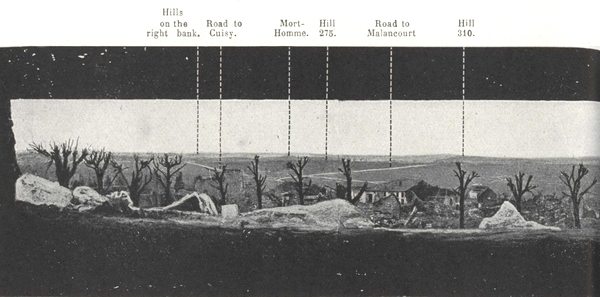 Hills
on the
right bank.
Road to
Cuisy.
Mort-
Homme.
Hill
275.
Road to
Malancourt
Hill
310.